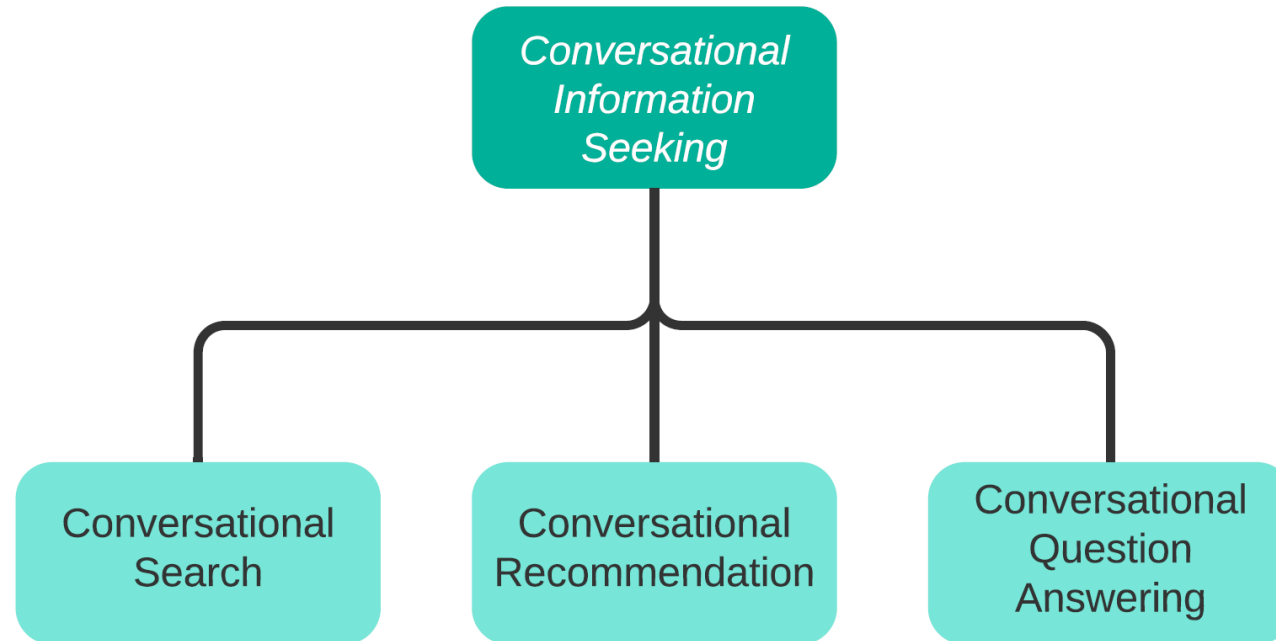 Conversational
Information
Seeking
Conversational
Search
Conversational
Recommendation
Conversational
Question
Answering